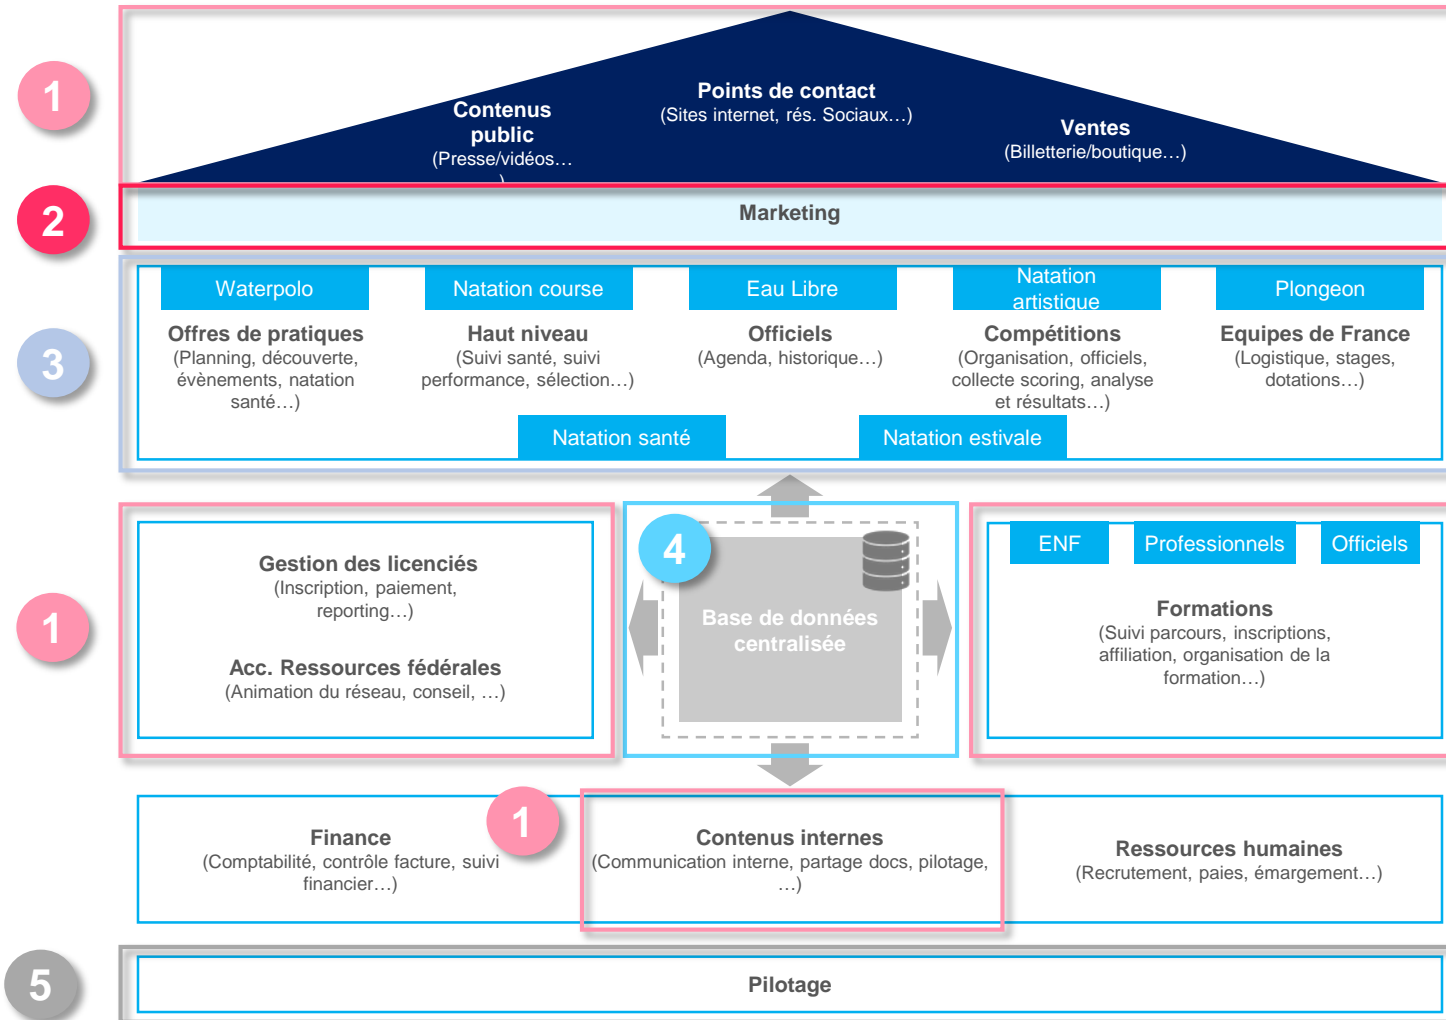 1
Points de contact
(Sites internet, rés. Sociaux…)
Contenus
public
(Presse/vidéos…
)
Ventes
(Billetterie/boutique…)
2
Marketing
3
Waterpolo
Natation course
Eau Libre
Natation
artistique
Plongeon
Offres de pratiques
(Planning, découverte,
évènements, natation
santé…)
Haut niveau
(Suivi santé, suivi
performance, sélection…)
Officiels
(Agenda, historique…)
Compétitions
(Organisation, officiels,
collecte scoring, analyse
et résultats…)
Equipes de France
(Logistique, stages,
dotations…)
Natation santé
Natation estivale
1
Gestion des licenciés
(Inscription, paiement,
reporting…)
Acc. Ressources fédérales
(Animation du réseau, conseil, …)
4
Base de données
centralisée
ENF
Professionnels
Officiels
Formations
(Suivi parcours, inscriptions,
affiliation, organisation de la
formation…)
Finance
(Comptabilité, contrôle facture, suivi
financier…)
1
Contenus internes
(Communication interne, partage docs, pilotage,
…)
Ressources humaines
(Recrutement, paies, émargement…)
5
Pilotage